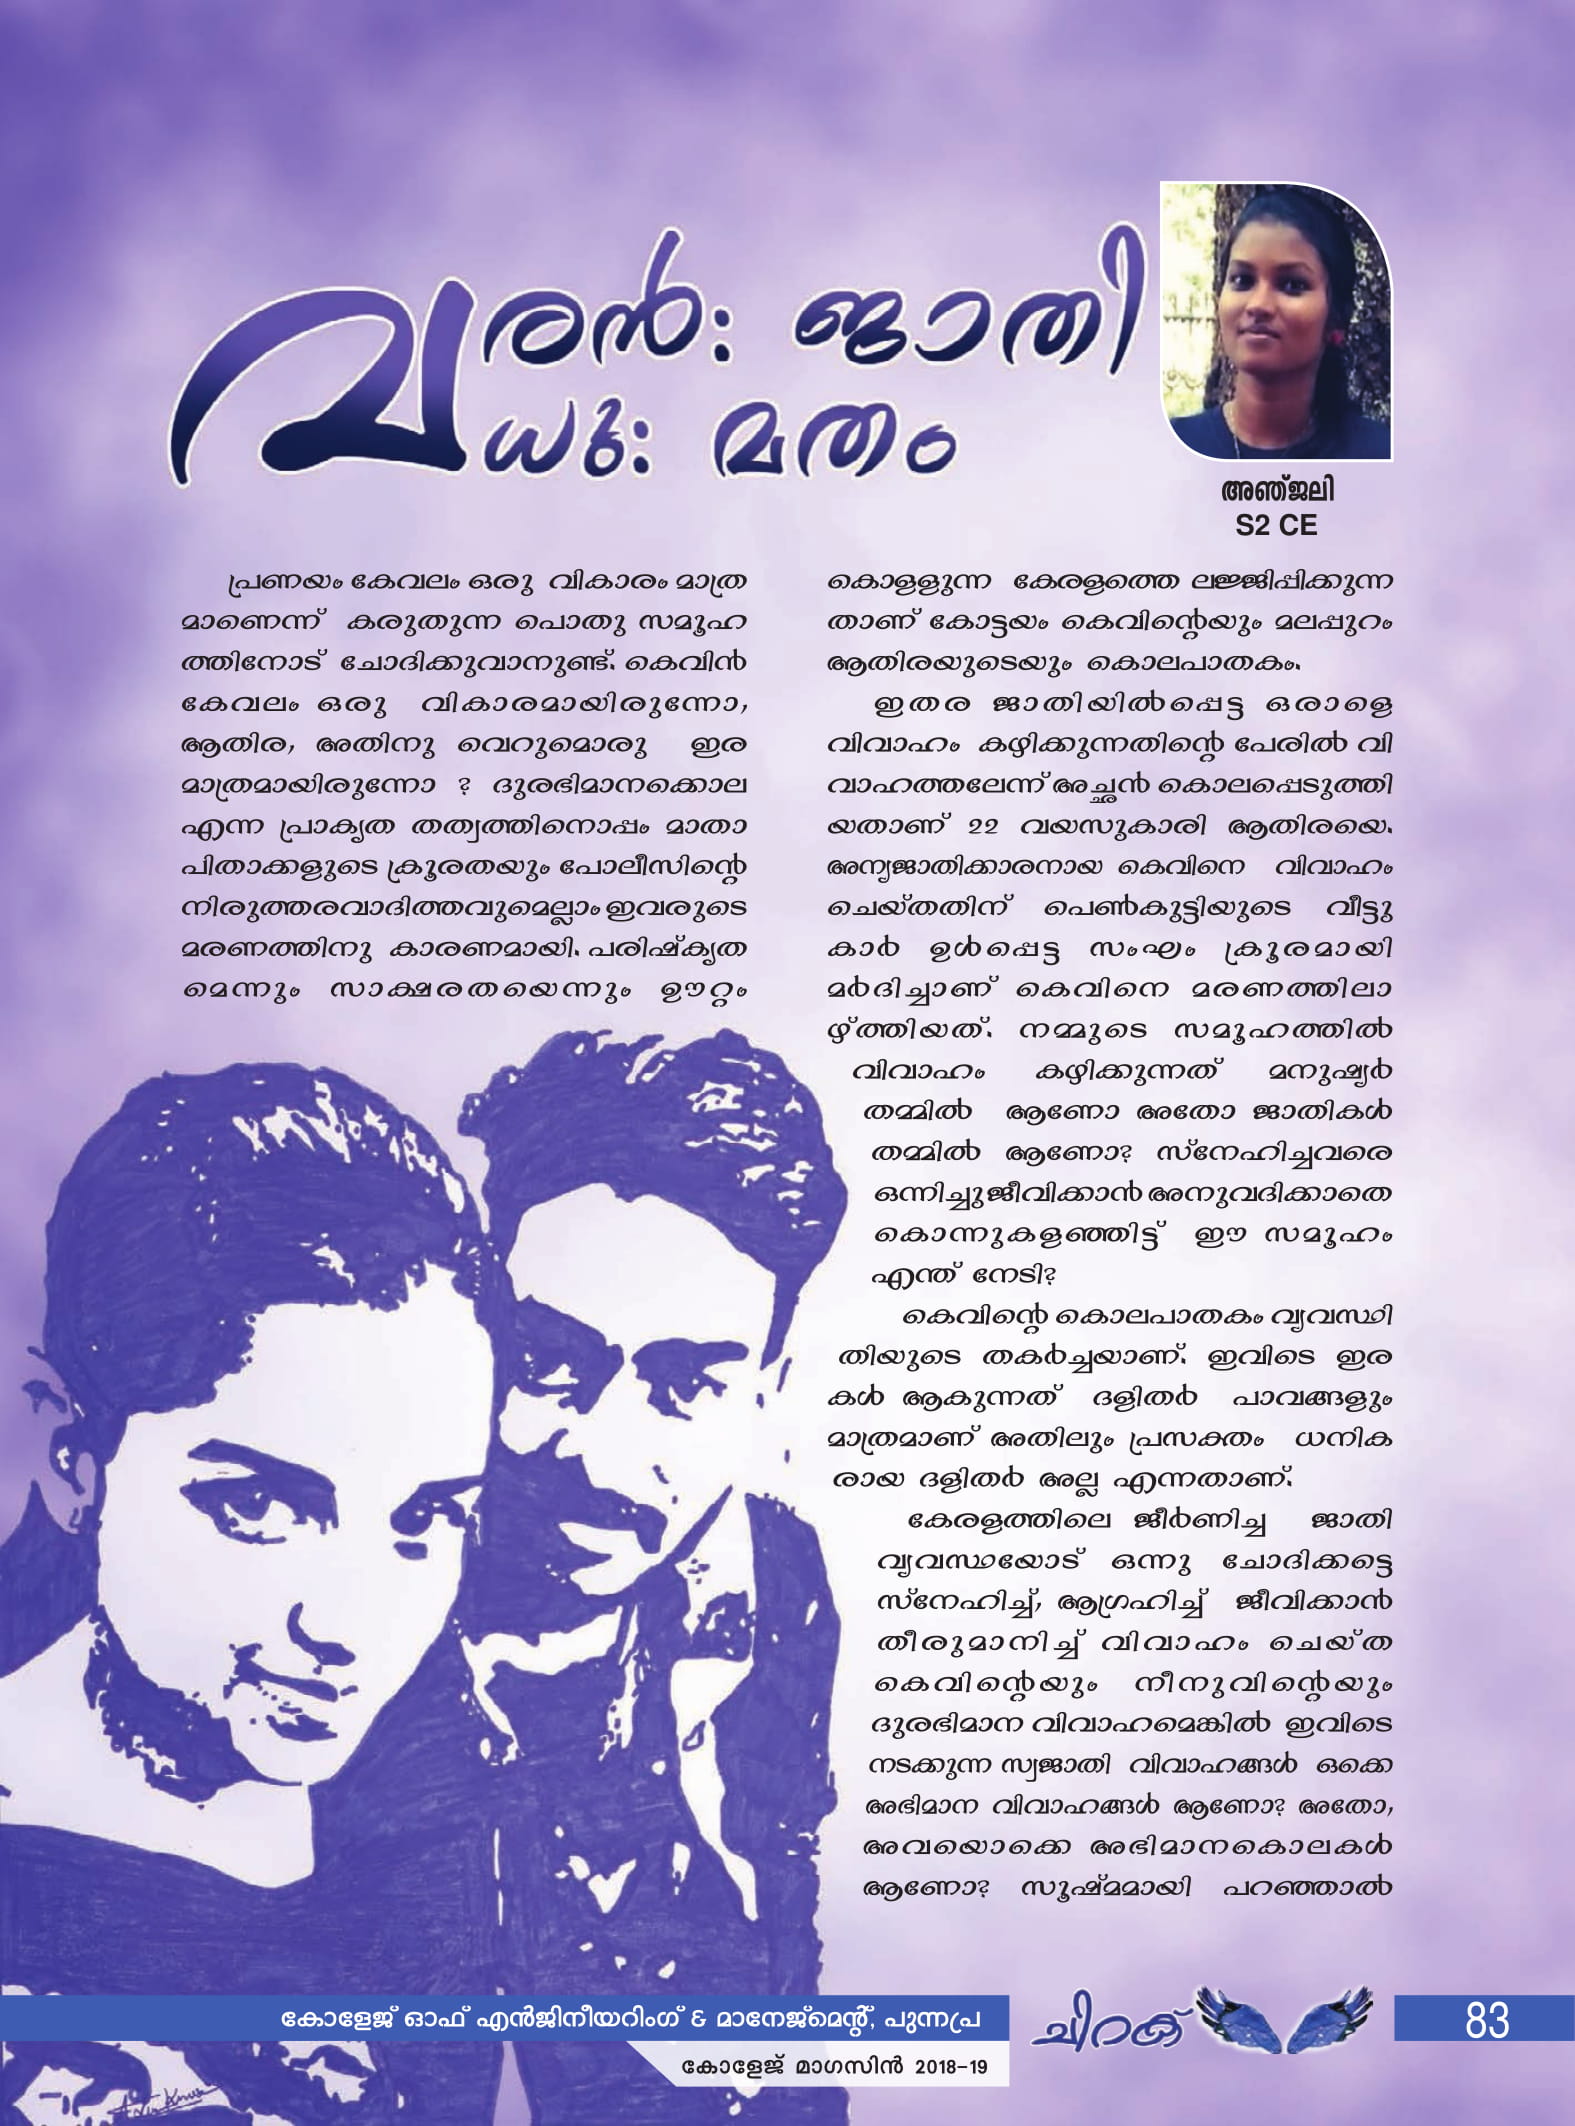 വരൻ: ജാതി
വധു: മതം
അഞ്ജലി
S2 CE
പ്രണയം കേവലം ഒരു വികാരം മാത്ര
മാണെന്ന് കരുതുന്ന പൊതു സമൂഹ
ത്തിനോട് ചോദിക്കുവാനുണ്ട്. കെവിൻ
കേവലം ഒരു വികാരമായിരുന്നോ,
ആതിര, അതിനു വെറുമൊരു ഇര
മാത്രമായിരുന്നോ ? ദുരഭിമാനക്കൊല
എന്ന പ്രാകൃത തത്വത്തിനൊപ്പം മാതാ
പിതാക്കളുടെ ക്രൂരതയും പോലീസിന്റെ
നിരുത്തരവാദിത്തവുമെല്ലാം ഇവരുടെ
മരണത്തിനു കാരണമായി. പരിഷ്കൃത
മെന്നും സാക്ഷരതയെന്നും ഊറ്റം
കൊള്ളുന്ന കേരളത്തെ ലജ്ജിപ്പിക്കുന്ന
താണ് കോട്ടയം കെവിന്റെയും മലപ്പുറം
ആതിരയുടെയും കൊലപാതകം.
ഇതര ജാതിയിൽപ്പെട്ട ഒരാളെ
വിവാഹം കഴിക്കുന്നതിന്റെ പേരിൽ വി
വാഹത്തലേന്ന് അച്ഛൻ കൊലപ്പെടുത്തി
യതാണ് 22 വയസുകാരി ആതിരയെ.
അന്യജാതിക്കാരനായ കെവിനെ വിവാഹം
ചെയ്തതിന് പെൺകുട്ടിയുടെ വീട്ടു
കാർ ഉൾപ്പെട്ട സംഘം ക്രൂരമായി
മർദിച്ചാണ് കെവിനെ മരണത്തിലാ
ഴ്ത്തിയത്. നമ്മുടെ സമൂഹത്തിൽ
വിവാഹം കഴിക്കുന്നത് മനുഷ്യർ
തമ്മിൽ ആണോ അതോ ജാതികൾ
തമ്മിൽ ആണോ? സ്നേഹിച്ചവരെ
ഒന്നിച്ചുജീവിക്കാൻ അനുവദിക്കാതെ
കൊന്നുകളഞ്ഞിട്ട് ഈ സമൂഹം
എന്ത് നേടി?
കെവിന്റെ കൊലപാതകം വ്യവസ്ഥി
തിയുടെ തകർച്ചയാണ്. ഇവിടെ ഇര
കൾ ആകുന്നത് ദളിതർ പാവങ്ങളും
മാത്രമാണ് അതിലും പ്രസക്തം ധനിക
രായ ദളിതർ അല്ല എന്നതാണ്.
കേരളത്തിലെ ജീർണിച്ച ജാതി
വ്യവസ്ഥയോട് ഒന്നു ചോദിക്കട്ടെ
സ്നേഹിച്ച്, ആഗ്രഹിച്ച് ജീവിക്കാൻ
തീരുമാനിച്ച് വിവാഹം ചെയ്ത
കെവിന്റെയും നീനുവിന്റെയും
ദുരഭിമാന വിവാഹമെങ്കിൽ ഇവിടെ
നടക്കുന്ന സ്വജാതി വിവാഹങ്ങൾ ഒക്കെ
അഭിമാന വിവാഹങ്ങൾ ആണോ? അതോ,
അവയൊക്കെ അഭിമാനകൊലകൾ
ആണോ? സൂഷ്മമായി പറഞ്ഞാൽ
കോളേജ് ഓഫ് എൻജിനീയറിംഗ് & മാനേജ്മെന്റ്, പുന്നപ്ര
കോളേജ് മാഗസിൻ 2018-19
ചിറക്
83